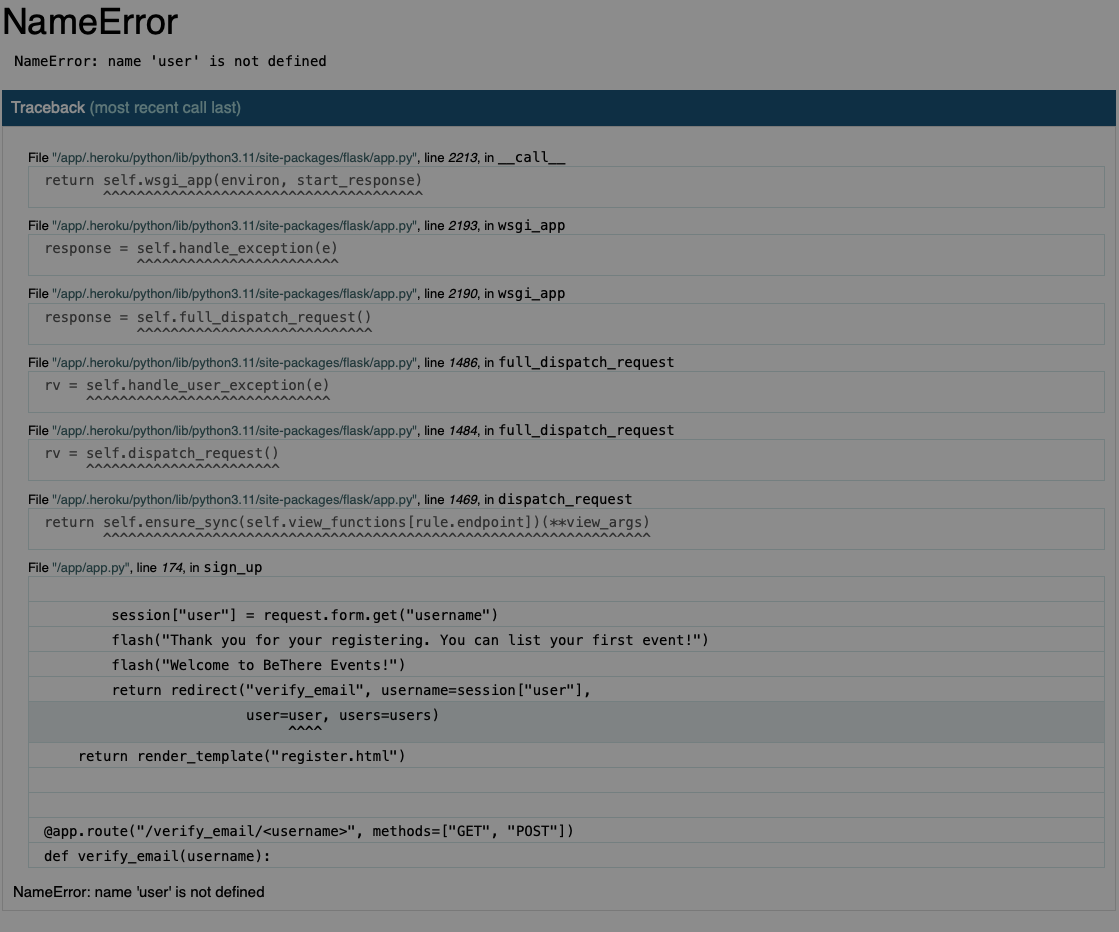 NameError
NameError: name 'user' is not defined
Traceback (most recent call last)
File "/app/.heroku/python/lib/python3.11/site-packages/flask/app.py", line 2213, in __call__
return self.wsgi_app(environ, start_response)
^^^^^^^^^^^^^^^^^^^^^^^^^^^^^^^^^^^^^^
File "/app/.heroku/python/lib/python3.11/site-packages/flask/app.py", line 2193, in wsgi_app
response = self.handle_exception(e)
^^^^^^^^^^^^^^^^^^^^^^^^
File "/app/.heroku/python/lib/python3.11/site-packages/flask/app.py", line 2190, in wsgi_app
response = self.full_dispatch_request()
^^^^^^^^^^^^^^^^^^^^^^^^^^^^
File "/app/.heroku/python/lib/python3.11/site-packages/flask/app.py", line 1486, in full_dispatch_request
rv = self.handle_user_exception(e)
^^^^^^^^^^^^^^^^^^^^^^^^^^^^^
File "/app/.heroku/python/lib/python3.11/site-packages/flask/app.py", line 1484, in full_dispatch_request
rv = self.dispatch_request()
^^^^^^^^^^^^^^^^^^^^^^^
File "/app/.heroku/python/lib/python3.11/site-packages/flask/app.py", line 1469, in dispatch_request
return self.ensure_sync(self.view_functions[rule.endpoint])(**view_args)
^^^^^^^^^^^^^^^^^^^^^^^^^^^^^^^^^^^^^^^^^^^^^^^^^^^^^^^^^^^^^^^^^
File "/app/app.py", line 174, in sign_up
session["user"] = request.form.get("username")
flash("Thank you for your registering. You can list your first event!")
flash("Welcome to BeThere Events!")
return redirect("verify_email", username=session["user"],
user=user, users=users)
^^^^
return render_template("register.html")
@app.route("/verify_email/<username>", methods=["GET", "POST"])
def verify_email(username):
NameError: name 'user' is not defined